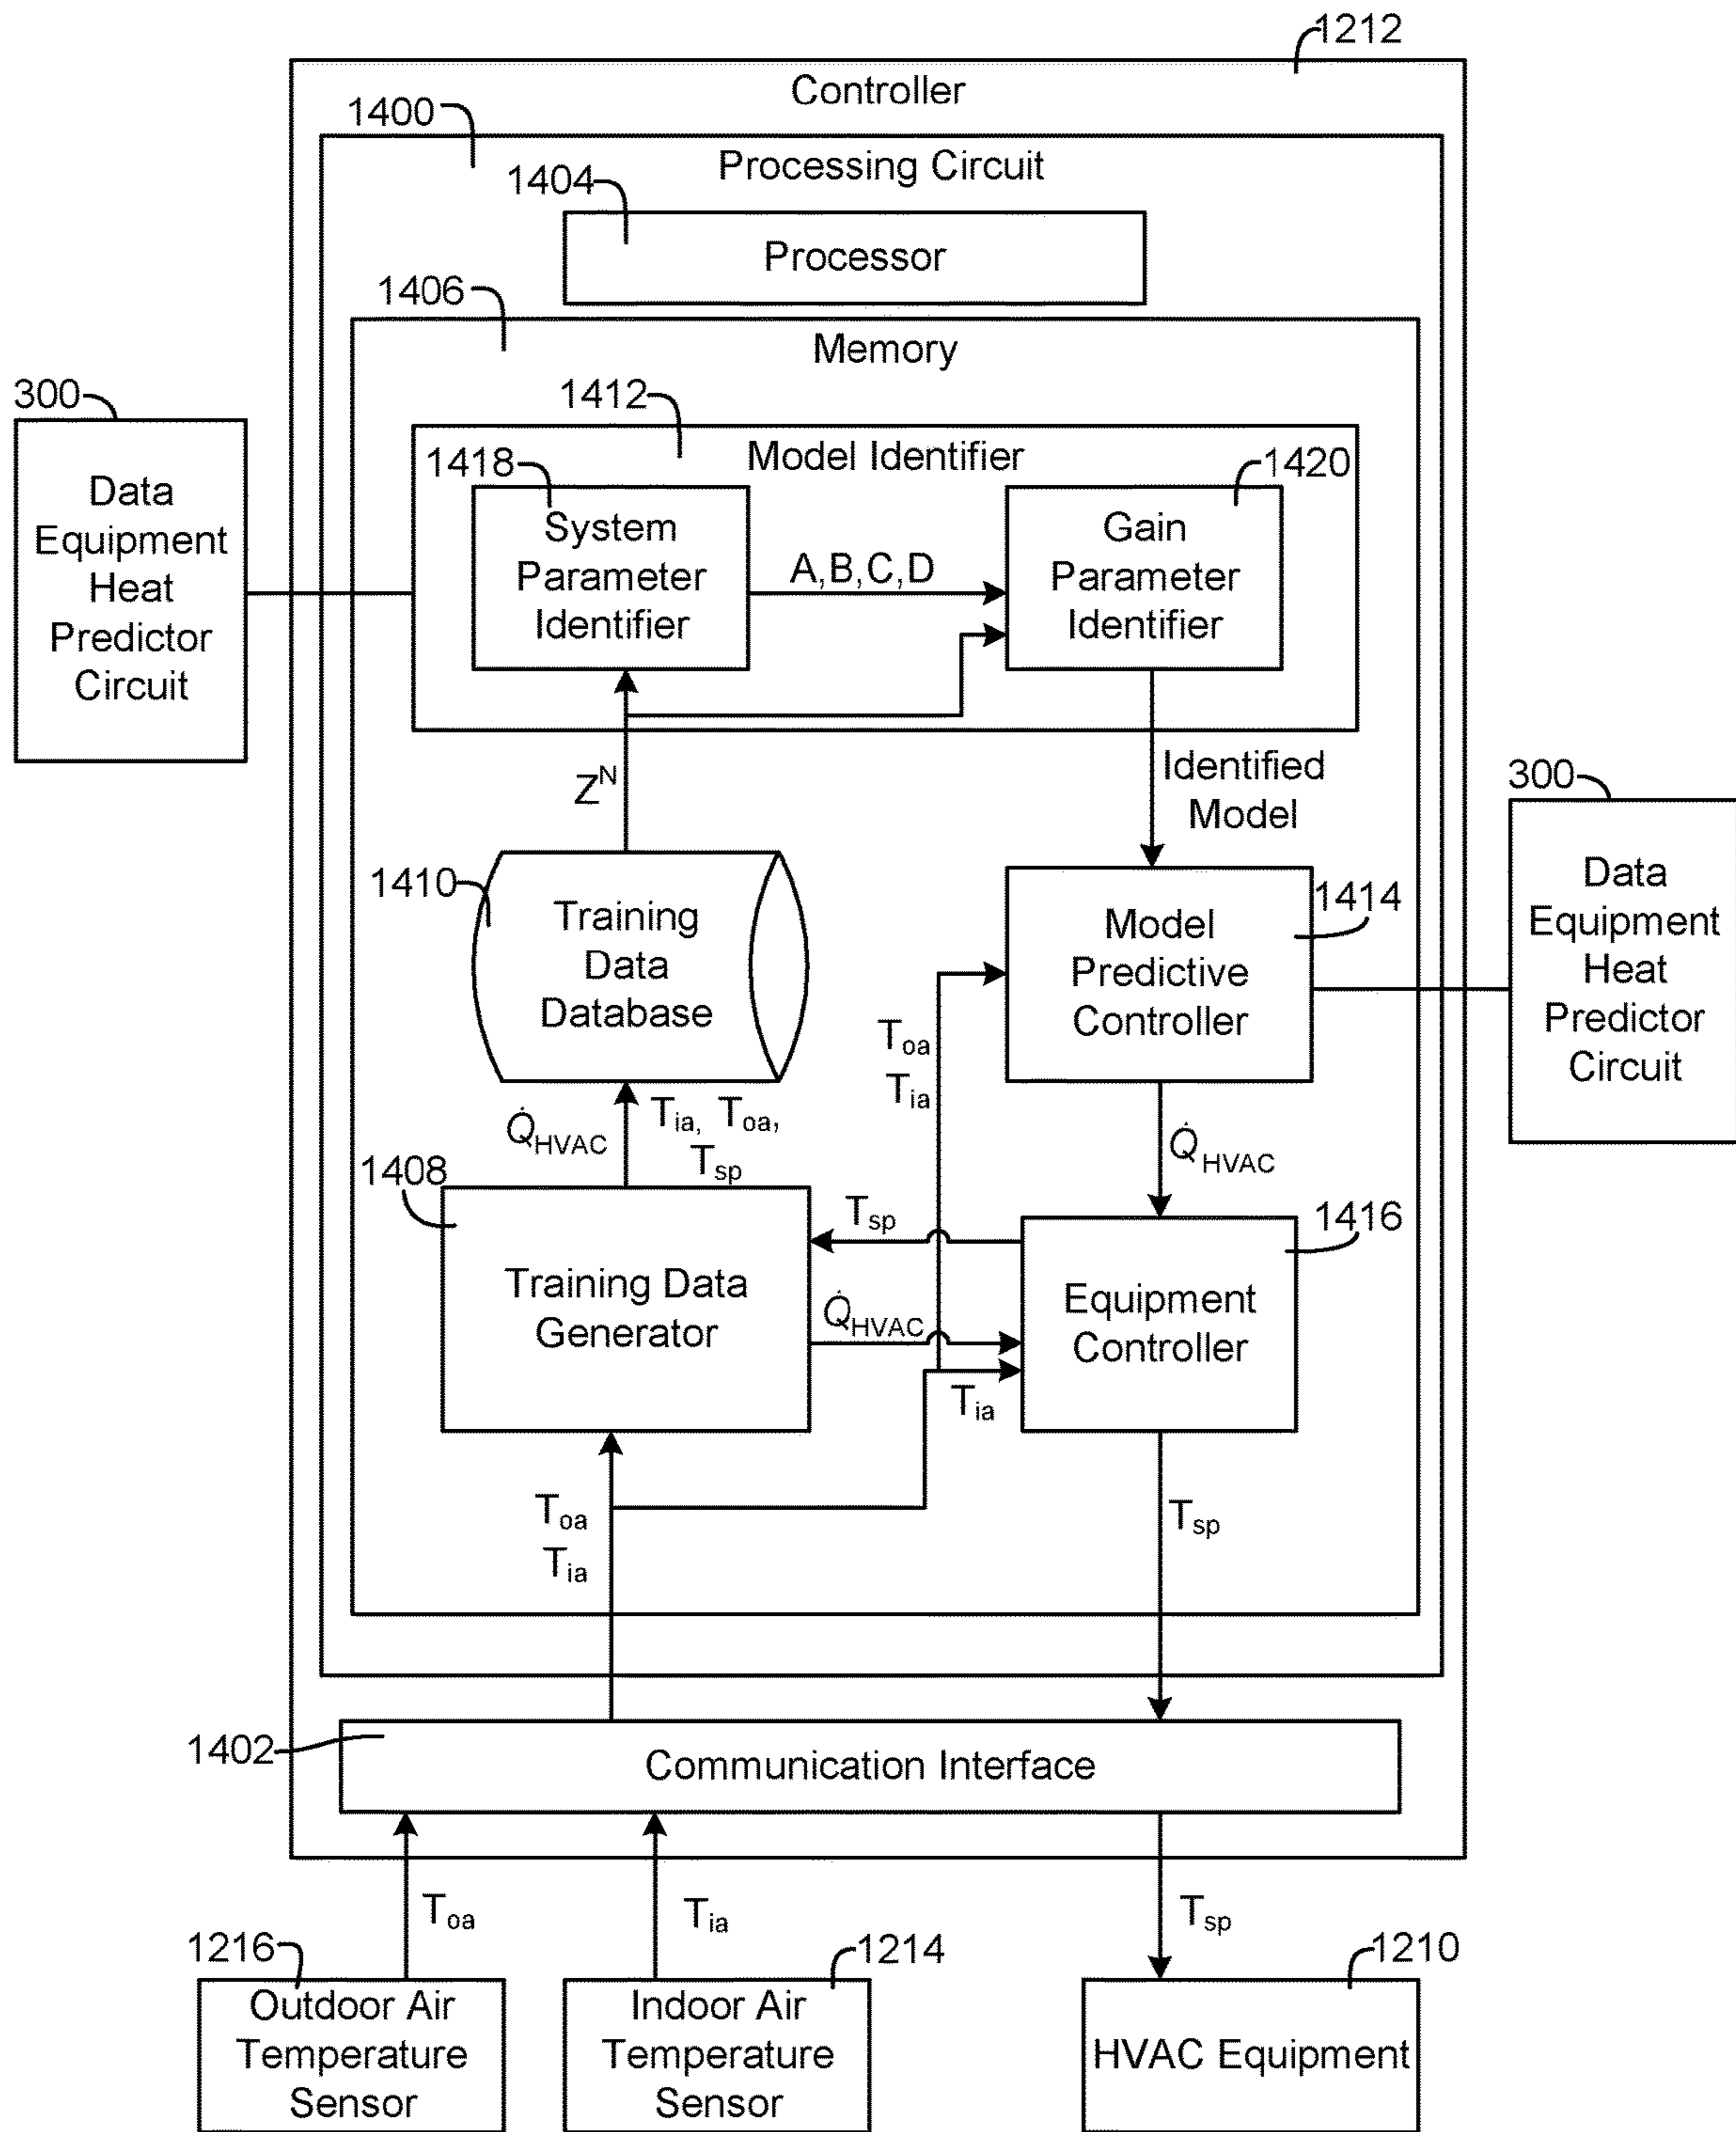 1212
Controller
1400
Processing Circuit
1404
Processor
1406
Memory
300
Data
Equipment
Heat
Predictor
Circuit
1412
Model Identifier
1418
System
Parameter
Identifier
A,B,C,D
1420
Gain
Parameter
Identifier
Z^N
Identified
Model
300
Data
Equipment
Heat
Predictor
Circuit
1410
Training
Data
Database
1414
Model
Predictive
Controller
T_oa
T_ia
Q̇_HVAC
T_ia, T_oa,
T_sp
Q̇_HVAC
1408
Training Data
Generator
T_sp
Q̇_HVAC
T_ia
1416
Equipment
Controller
T_oa
T_ia
T_sp
1402
Communication Interface
T_oa
T_ia
T_sp
1216
Outdoor Air
Temperature
Sensor
1214
Indoor Air
Temperature
Sensor
1210
HVAC Equipment